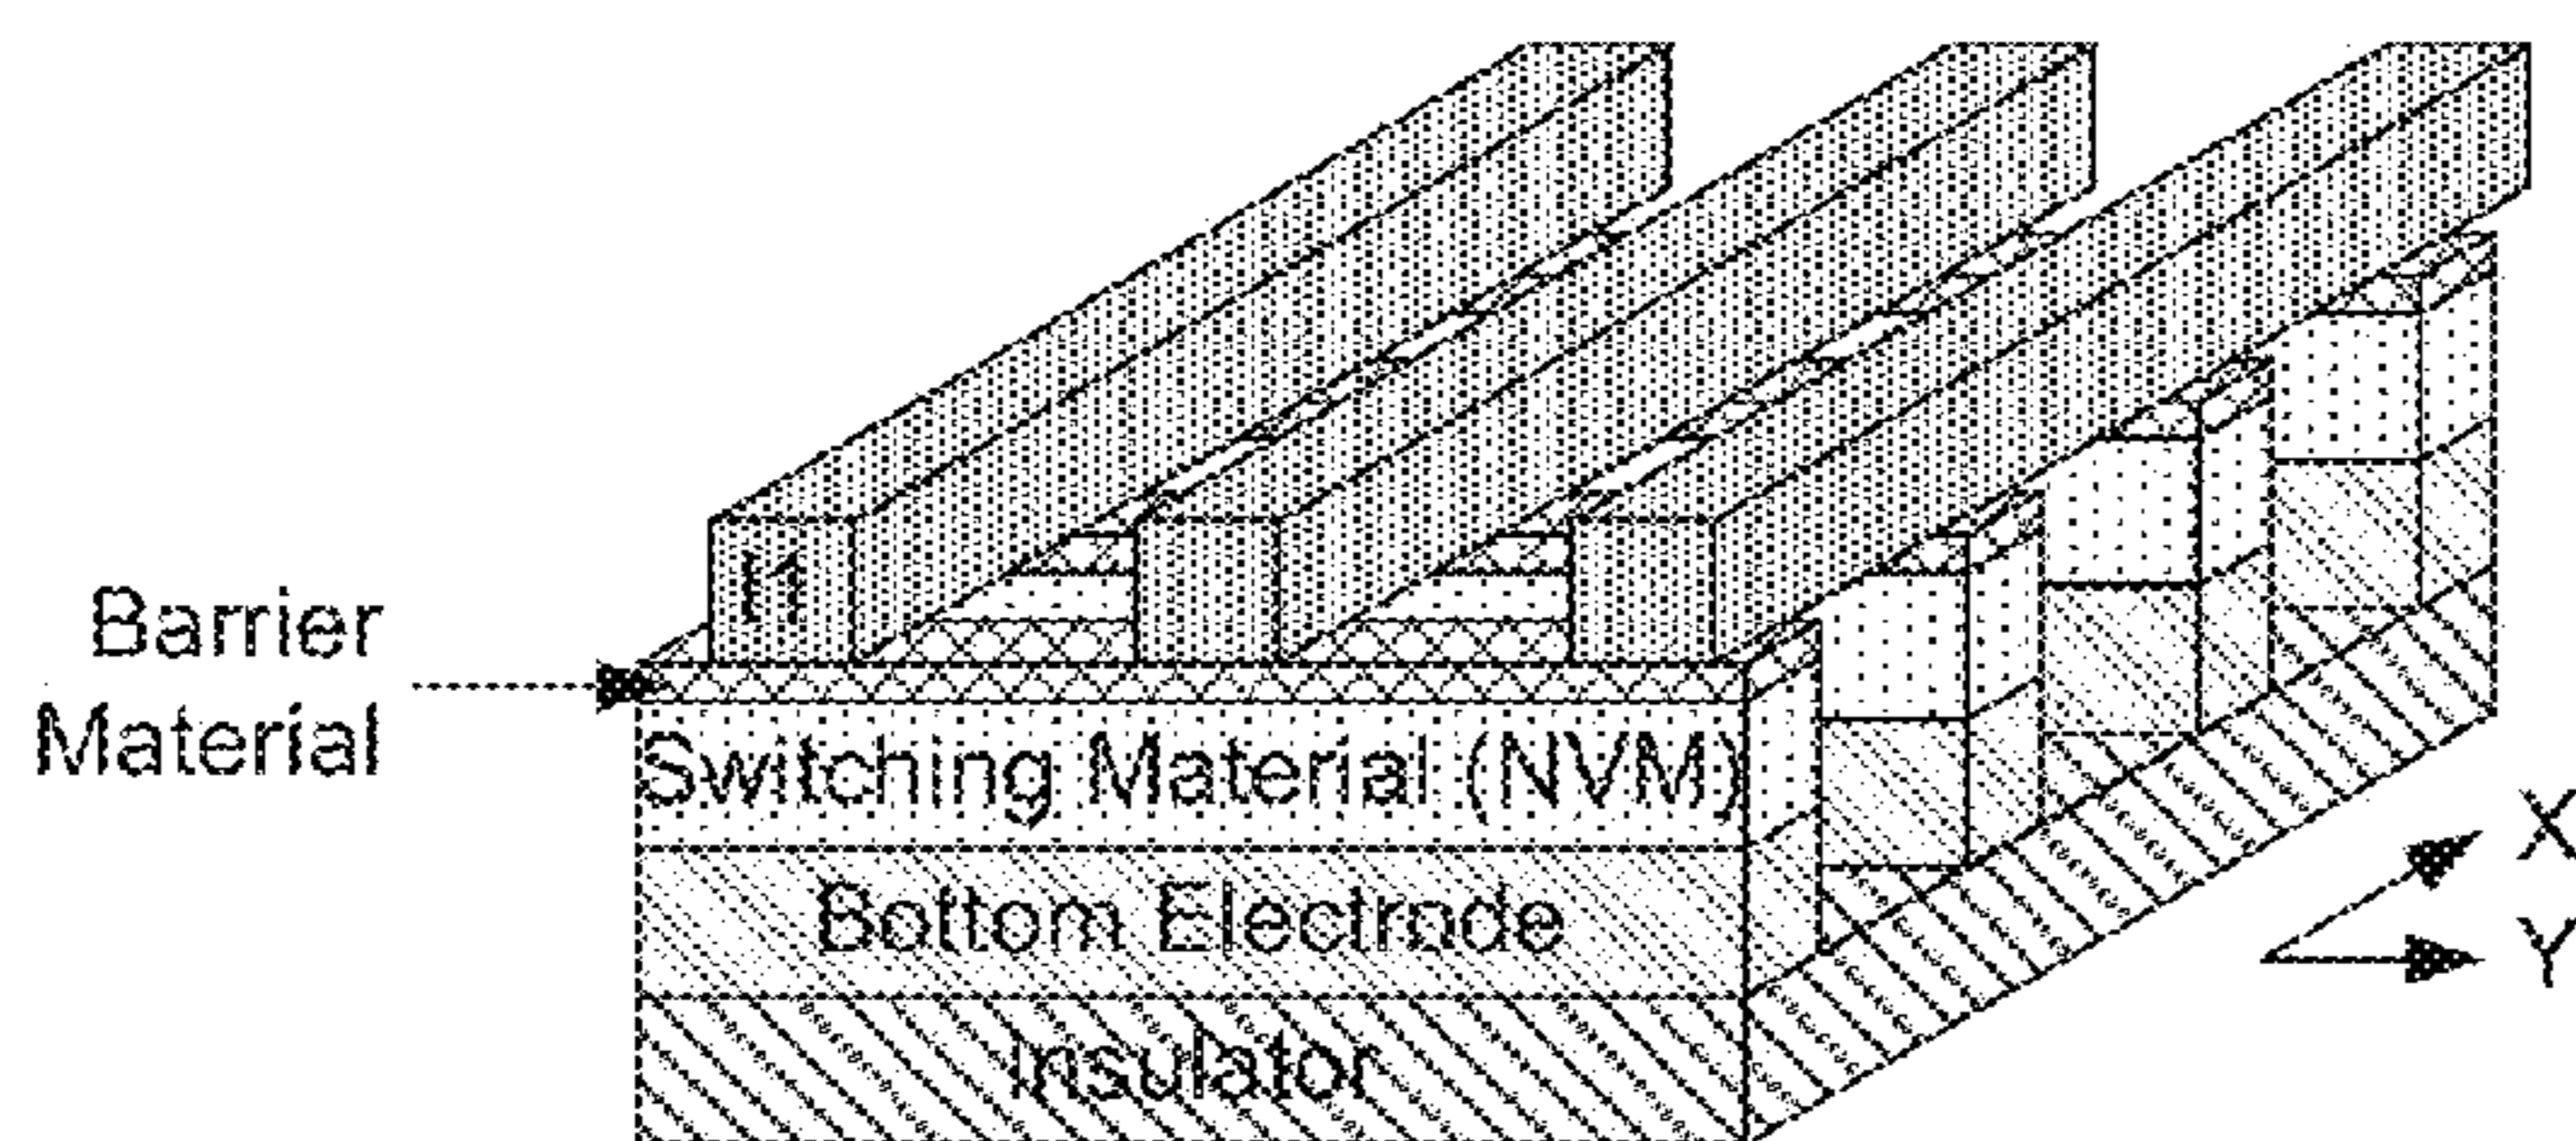 I1
Barrier
Material
Switching Material (NVM)
Bottom Electrode
Insulator
X
Y